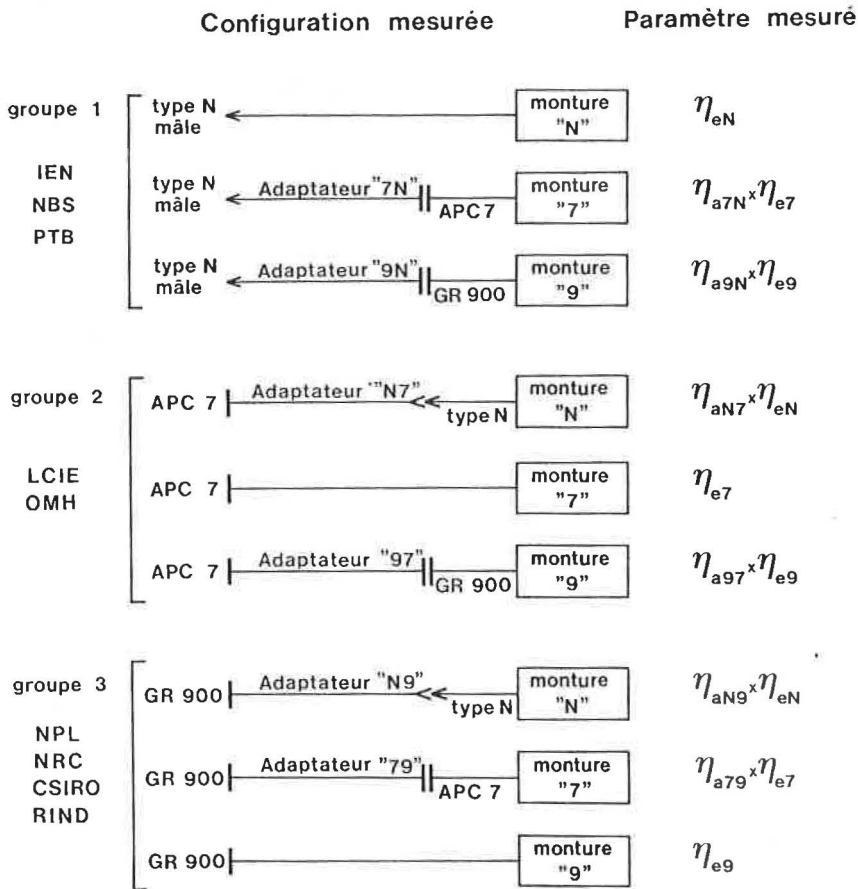 Configuration mesurée Paramètre mesuré
groupe 1
IEN
NBS
PTB
type N
mâle
monture
"N"
ηeN
type N
mâle
Adaptateur "7N"
APC 7
monture
"7"
ηa7N x ηe7
type N
mâle
Adaptateur "9N"
GR 900
monture
"9"
ηa9N x ηe9
groupe 2
LCIE
OMH
APC 7
Adaptateur "N7"
type N
monture
"N"
ηaN7 x ηeN
APC 7
monture
"7"
ηe7
APC 7
Adaptateur "97"
GR 900
monture
"9"
ηa97 x ηe9
groupe 3
NPL
NRC
CSIRO
RIND
GR 900
Adaptateur "N9"
type N
monture
"N"
ηaN9 x ηeN
GR 900
Adaptateur "79"
APC 7
monture
"7"
ηa79 x ηe7
GR 900
monture
"9"
ηe9